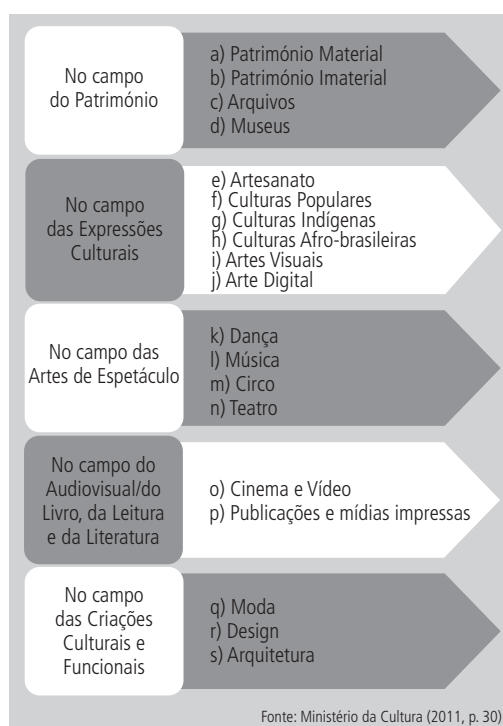 No campo
do Património
a) Património Material
b) Património Imaterial
c) Arquivos
d) Museus
No campo
das Expressões
Culturais
e) Artesanato
f) Culturas Populares
g) Culturas Indígenas
h) Culturas Afro-brasileiras
i) Artes Visuais
j) Arte Digital
No campo das
Artes de Espetáculo
k) Dança
l) Música
m) Circo
n) Teatro
No campo do
Audiovisual/do
Livro, da Leitura
e da Literatura
o) Cinema e Vídeo
p) Publicações e mídias impressas
No campo
das Criações
Culturais e
Funcionais
q) Moda
r) Design
s) Arquitetura
Fonte: Ministério da Cultura (2011, p. 30)